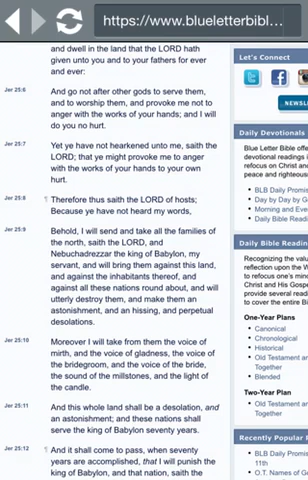 https://www.blueletterbibl...
and dwell in the land that the LORD hath
given unto you and to your fathers for ever
and ever:
Jer 25:6 And go not after other gods to serve them,
and to worship them, and provoke me not to
anger with the works of your hands; and I will
do you no hurt.
Jer 25:7 Yet ye have not hearkened unto me, saith the
LORD; that ye might provoke me to anger
with the works of your hands to your own
hurt.
Jer 25:8 ¶ Therefore thus saith the LORD of hosts;
Because ye have not heard my words,
Jer 25:9 Behold, I will send and take all the families of
the north, saith the LORD, and
Nebuchadrezzar the king of Babylon, my
servant, and will bring them against this land,
and against the inhabitants thereof, and
against all these nations round about, and will
utterly destroy them, and make them an
astonishment, and an hissing, and perpetual
desolations.
Jer 25:10 Moreover I will take from them the voice of
mirth, and the voice of gladness, the voice of
the bridegroom, and the voice of the bride,
the sound of the millstones, and the light of
the candle.
Jer 25:11 And this whole land shall be a desolation, and
an astonishment; and these nations shall
serve the king of Babylon seventy years.
Jer 25:12 ¶ And it shall come to pass, when seventy
years are accomplished, that I will punish the
king of Babylon, and that nation, saith the
Let's Connect
NEWSL
Daily Devotionals
Blue Letter Bible offe
devotional readings i
refocus on Christ an
peace and righteous
• BLB Daily Promis
• Day by Day by G
• Morning and Eve
• Daily Bible Readi
Daily Bible Readin
Recognizing the valu
reflection upon the W
to refocus one's min
Christ and His Gospe
provide several readi
to cover the entire Bi
One-Year Plans
• Canonical
• Chronological
• Historical
• Old Testament an
Together
• Blended
Two-Year Plan
• Old Testament an
Together
Recently Popular P
• BLB Daily Promis
11th
• O.T. Names of G